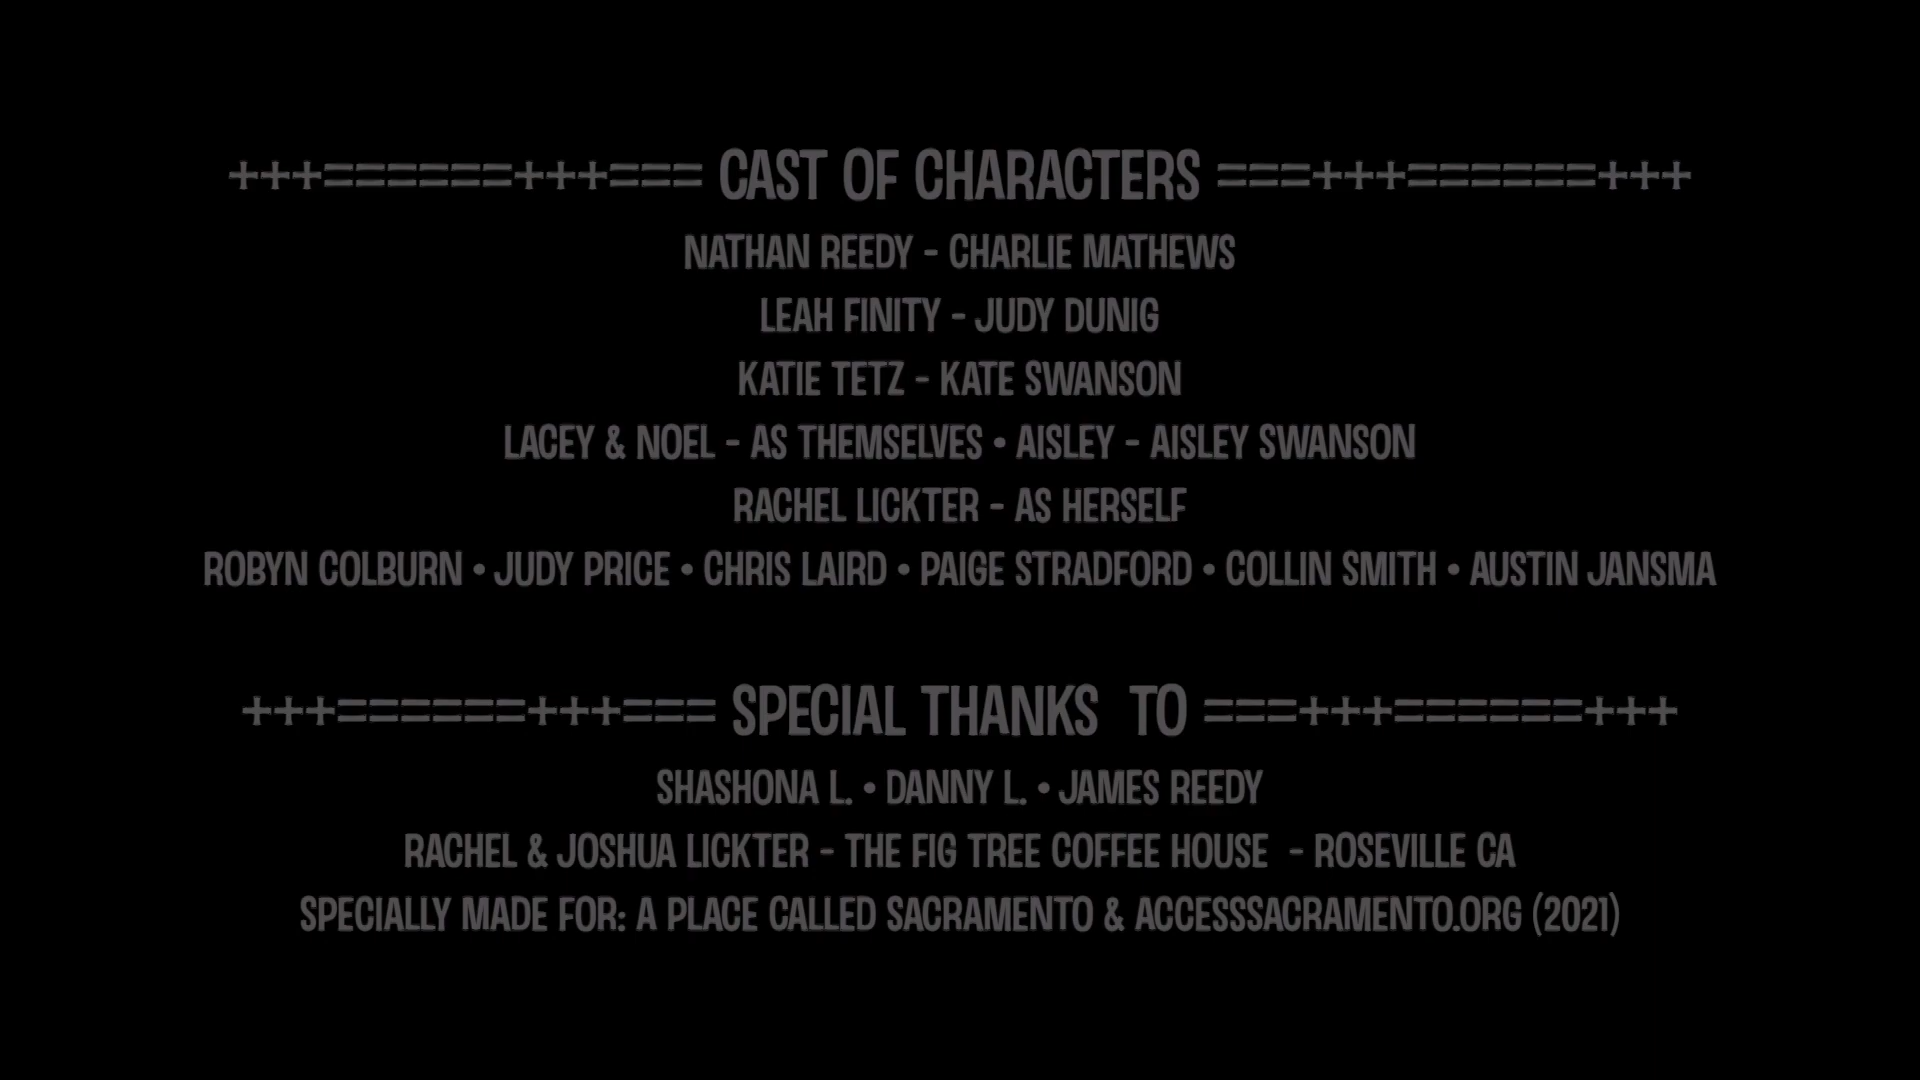 +++======+++=== CAST OF CHARACTERS ===+++======+++
NATHAN REEDY - CHARLIE MATHEWS
LEAH FINITY - JUDY DUNIG
KATIE TETZ - KATE SWANSON
LACEY & NOEL - AS THEMSELVES • AISLEY - AISLEY SWANSON
RACHEL LICKTER - AS HERSELF
ROBYN COLBURN • JUDY PRICE • CHRIS LAIRD • PAIGE STRADFORD • COLLIN SMITH • AUSTIN JANSMA
+++======+++=== SPECIAL THANKS  TO ===+++======+++
SHASHONA L. • DANNY L. • JAMES REEDY
RACHEL & JOSHUA LICKTER - THE FIG TREE COFFEE HOUSE  - ROSEVILLE CA
SPECIALLY MADE FOR: A PLACE CALLED SACRAMENTO & ACCESSSACRAMENTO.ORG (2021)